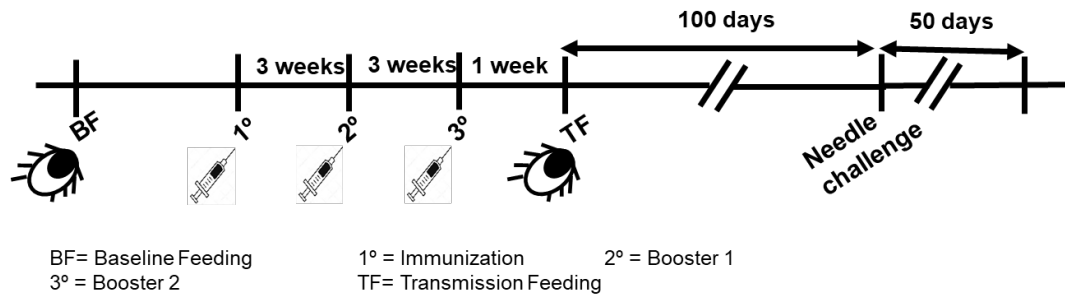 100 days
50 days
3 weeks
3 weeks
1 week
BF
1º
2º
3º
TF
Needle
challenge
BF= Baseline Feeding 1º = Immunization 2º = Booster 1
3º = Booster 2 TF= Transmission Feeding